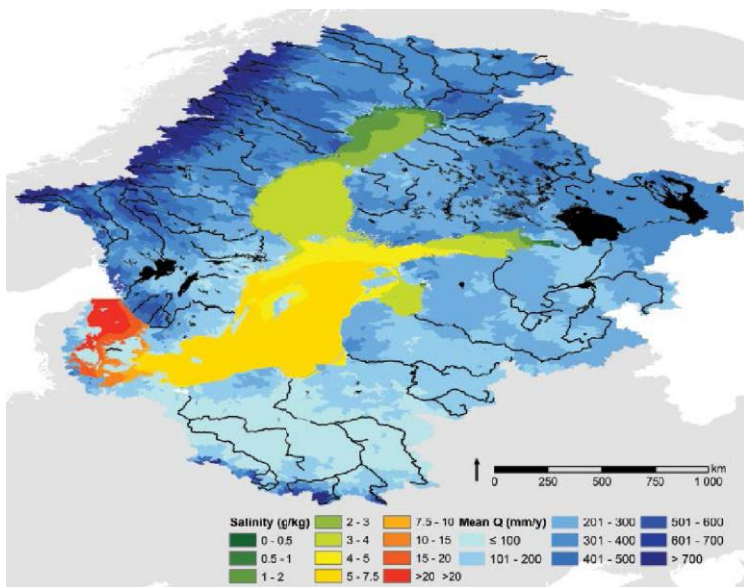 km
0 250 500 750 1 000
Salinity (g/kg) 2 - 3 7.5 - 10 Mean Q (mm/y) 201 - 300 501 - 600
0 - 0.5 3 - 4 10 - 15 ≤ 100 301 - 400 601 - 700
0.5 - 1 4 - 5 15 - 20 101 - 200 401 - 500 > 700
1 - 2 5 - 7.5 >20 >20